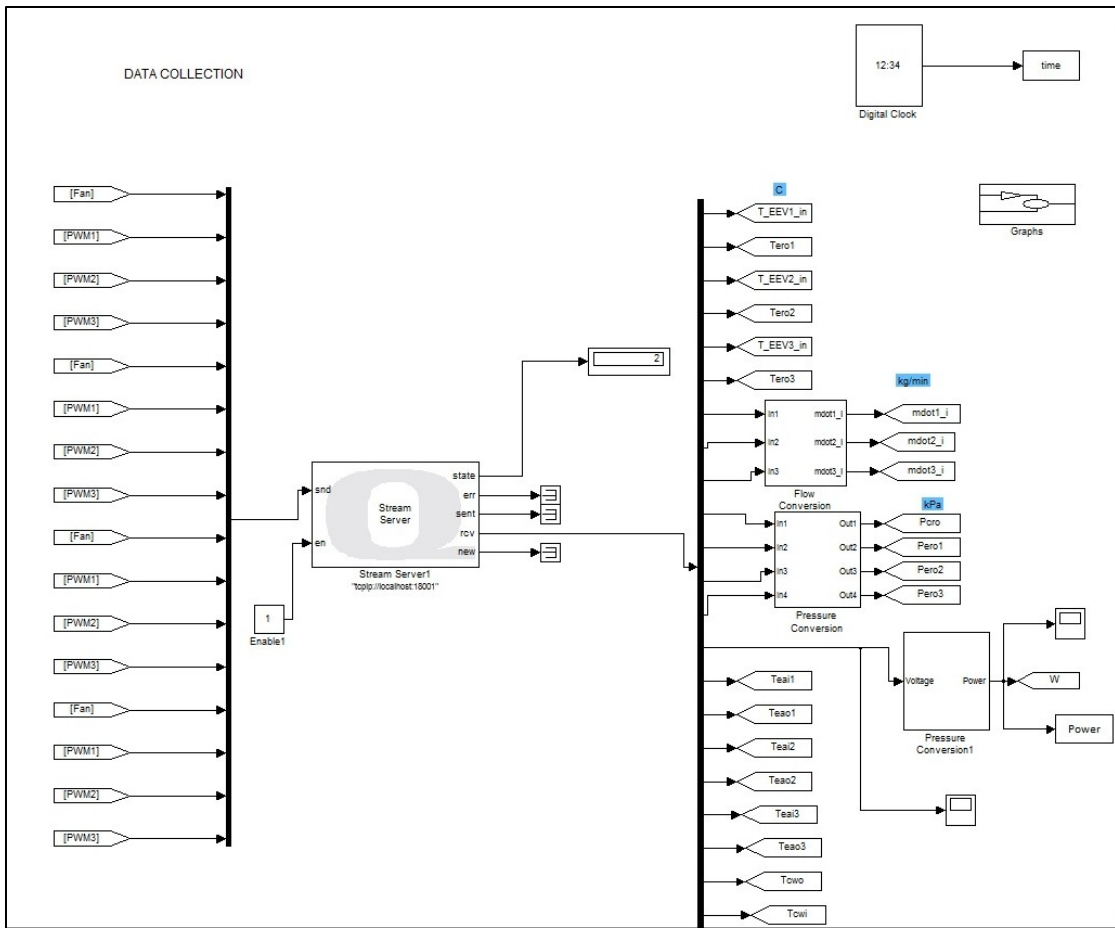 DATA COLLECTION
12:34
time
Digital Clock
[Fan]
[PWM1]
[PWM2]
[PWM3]
[Fan]
[PWM1]
[PWM2]
[PWM3]
[Fan]
[PWM1]
[PWM2]
[PWM3]
[Fan]
[PWM1]
[PWM2]
[PWM3]
snd
en
Stream
Server
state
err
sent
rcv
new
Stream Server1
"tcpip://localhost:18001"
1
Enable1
2
C
T_EEV1_in
Tero1
T_EEV2_in
Tero2
T_EEV3_in
Tero3
Graphs
kg/min
In1
In2
In3
mdot1_i
mdot2_i
mdot3_i
Flow
Conversion
mdot1_i
mdot2_i
mdot3_i
kPa
In1
In2
In3
In4
Out1
Out2
Out3
Out4
Pressure
Conversion
Pcro
Pero1
Pero2
Pero3
Voltage
Power
Pressure
Conversion1
W
Power
Teai1
Teao1
Teai2
Teao2
Teai3
Teao3
Tcwo
Tcwi